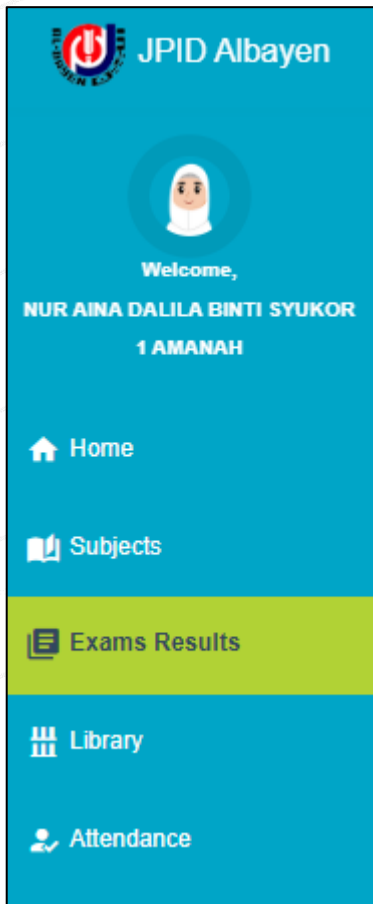 JPID Albayen
Welcome,
NUR AINA DALILA BINTI SYUKOR
1 AMANAH
Home
Subjects
Exams Results
Library
Attendance